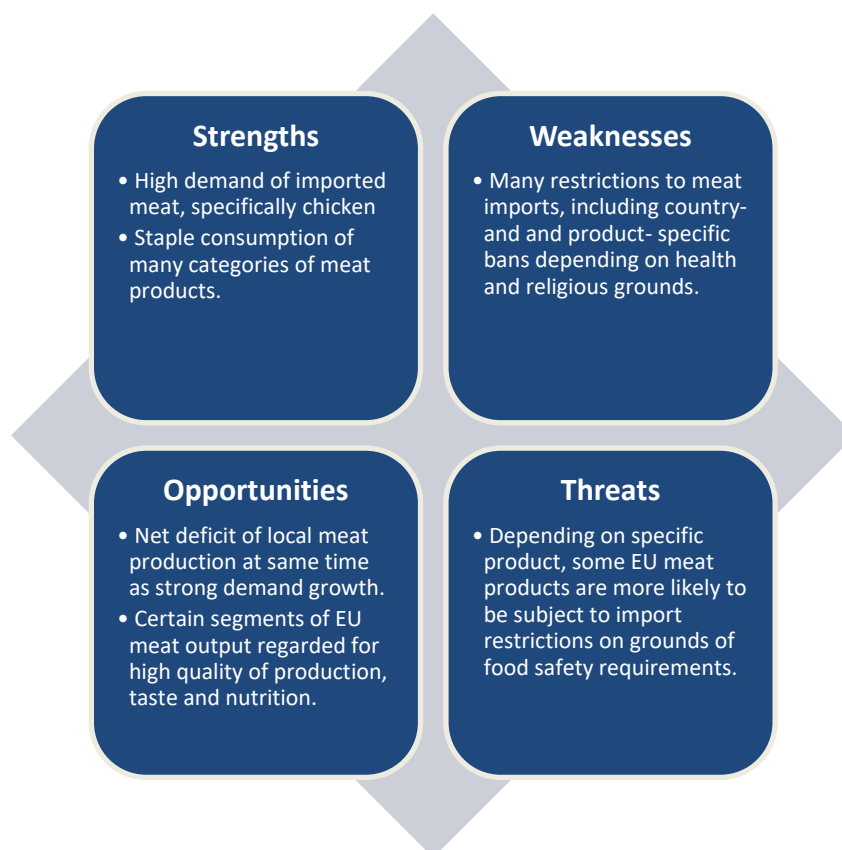 Strengths
• High demand of imported
meat, specifically chicken
• Staple consumption of
many categories of meat
products.
Weaknesses
• Many restrictions to meat
imports, including country-
and and product- specific
bans depending on health
and religious grounds.
Opportunities
• Net deficit of local meat
production at same time
as strong demand growth.
• Certain segments of EU
meat output regarded for
high quality of production,
taste and nutrition.
Threats
• Depending on specific
product, some EU meat
products are more likely to
be subject to import
restrictions on grounds of
food safety requirements.